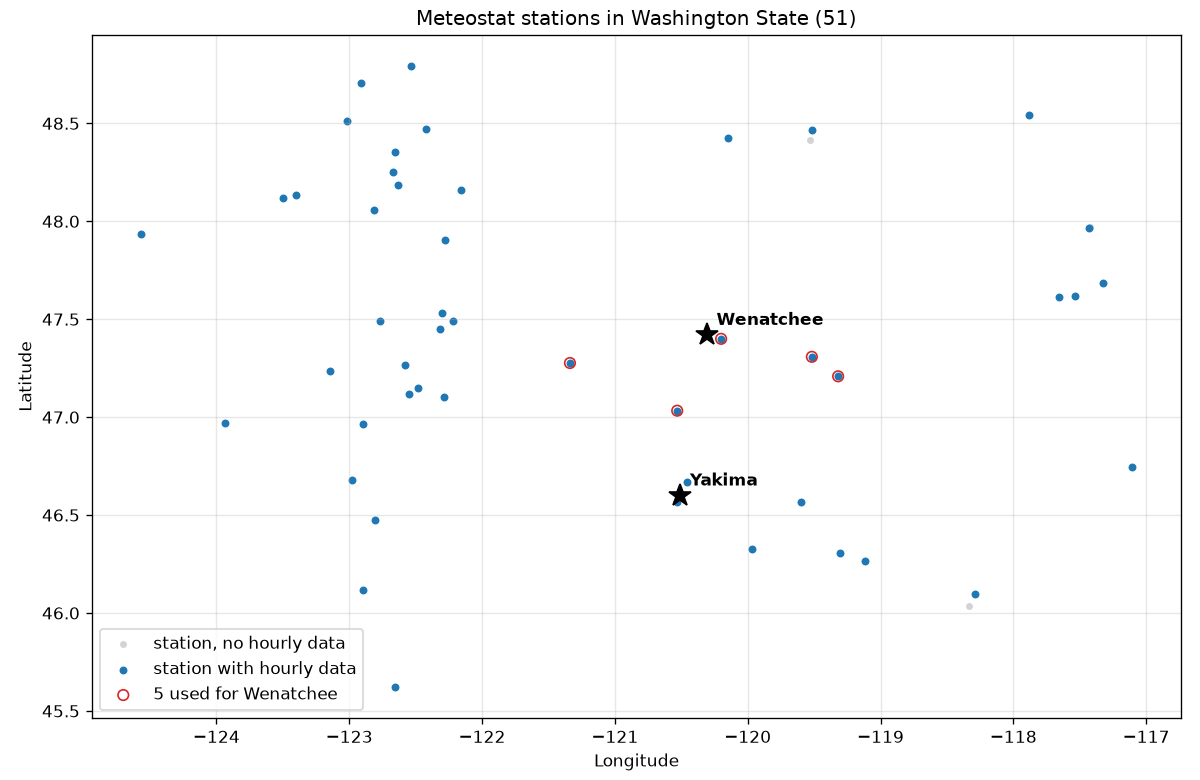 Meteostat stations in Washington State (51)
Latitude
48.5
48.0
47.5
47.0
46.5
46.0
45.5
Wenatchee
Yakima
station, no hourly data
station with hourly data
5 used for Wenatchee
−124
−123
−122
−121
−120
−119
−118
−117
Longitude